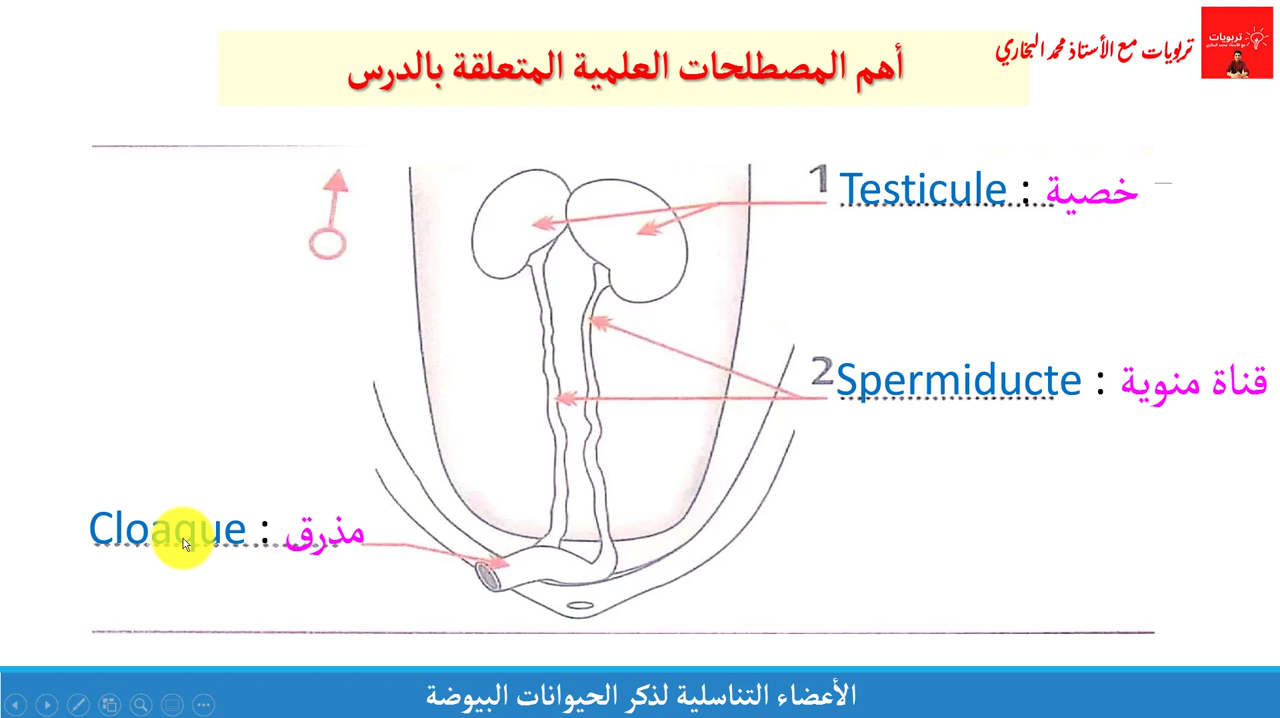 تربويات مع الأستاذ محمد البخاري
تربويات
أهم المصطلحات العلمية المتعلقة بالدرس
1 Testicule : خصية
2 Spermiducte : قناة منوية
Cloaque : مذرق
الأعضاء التناسلية لذكر الحيوانات البيوضة